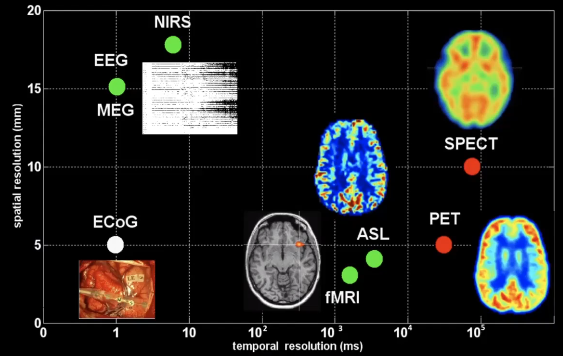 20
NIRS
EEG
MEG
15
SPECT
10
ECoG
PET
ASL
5
fMRI
0
0 1 10 10² 10³ 10⁴ 10⁵
spatial resolution (mm)
temporal resolution (ms)